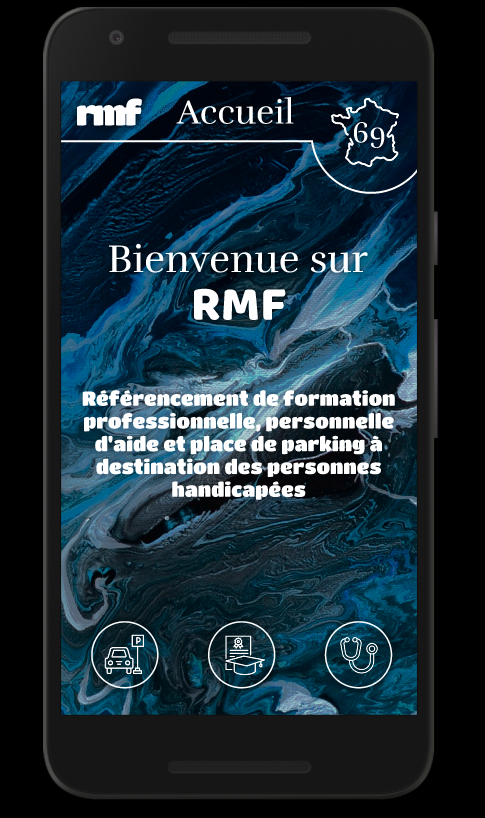 rmf Accueil
69
Bienvenue sur
RMF
Référencement de formation
professionnelle, personnelle
d'aide et place de parking à
destination des personnes
handicapées
P